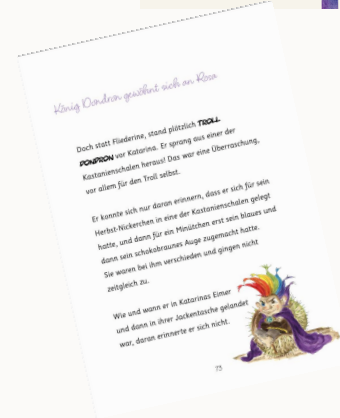 König Dondron gewöhnt sich an Rosa
Doch statt Fliederine, stand plötzlich TROLL
DONDRON vor Katarina. Er sprang aus einer der
Kastanienschalen heraus! Das war eine Überraschung,
vor allem für den Troll selbst.
Er konnte sich nur daran erinnern, dass er sich für sein
Herbst-Nickerchen in eine der Kastanienschalen gelegt
hatte, und dann für ein Minütchen erst sein blaues und
dann sein schokobraunes Auge zugemacht hatte.
Sie waren bei ihm verschieden und gingen nicht
zeitgleich zu.
Wie und wann er in Katarinas Eimer
und dann in ihrer Jackentasche gelandet
war, daran erinnerte er sich nicht.
73